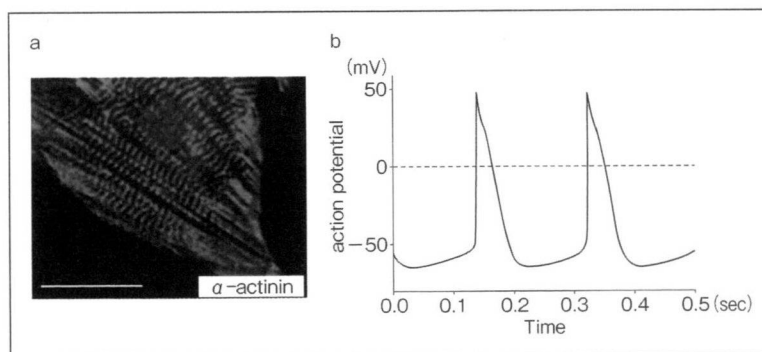 a
α-actinin
b
(mV)
50
0
−50
action potential
0.0 0.1 0.2 0.3 0.4 0.5 (sec)
Time